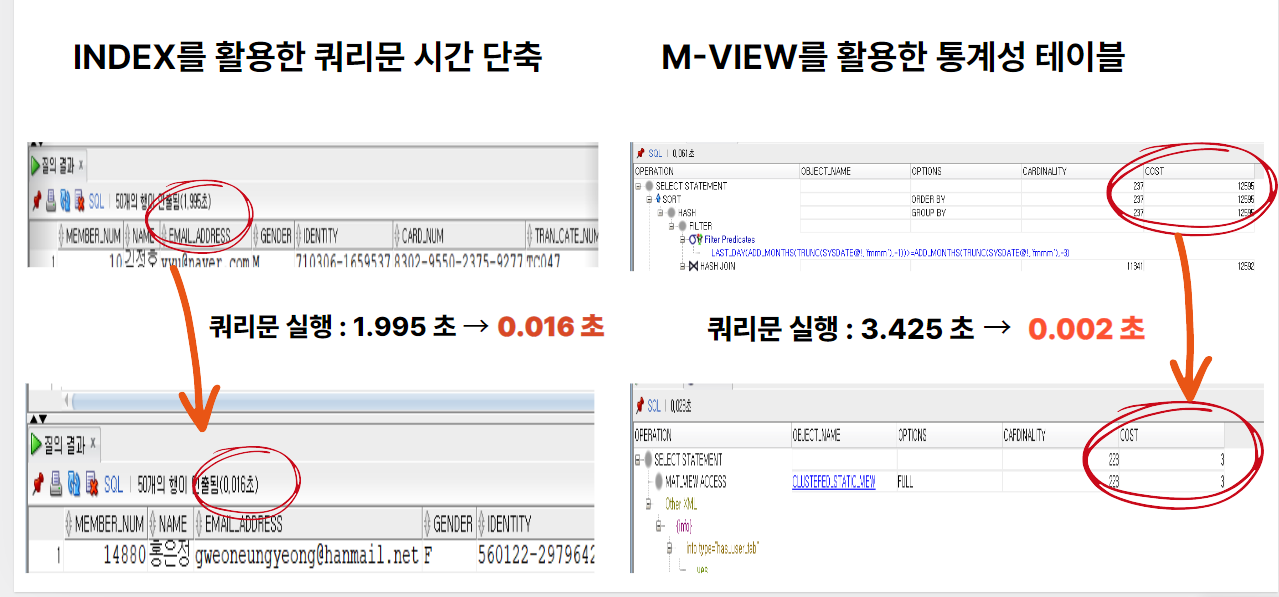 INDEX를 활용한 쿼리문 시간 단축
질의 결과 ×
SQL | 50개의 행이 인출됨(1,995초)
MEMBER_NUM NAME EMAIL_ADDRESS GENDER IDENTITY CARD_NUM TRAN_CATE_NUM
1 10 김정호 yyu@naver.com M 710306-1659537 8302-9550-2375-9277 TC047
쿼리문 실행 : 1.995 초 → 0.016 초
질의 결과 ×
SQL | 50개의 행이 인출됨(0,016초)
MEMBER_NUM NAME EMAIL_ADDRESS GENDER IDENTITY
1 14880 홍은정 gweoneungyeong@hanmail.net F 560122-2979642
M-VIEW를 활용한 통계성 테이블
SQL | 0,061초
OPERATION OBJECT_NAME OPTIONS CARDINALITY COST
SELECT STATEMENT 237 12595
SORT ORDER BY 237 12595
HASH GROUP BY 237 12595
FILTER
Filter Predicates
LAST_DAY(ADD_MONTHS(TRUNC(SYSDATE@!,'fmmm'),-1))>=ADD_MONTHS(TRUNC(SYSDATE@!,'fmmm'),-3)
HASH JOIN 11841 12592
쿼리문 실행 : 3.425 초 → 0.002 초
SQL | 0,028초
OPERATION OBJECT_NAME OPTIONS CARDINALITY COST
SELECT STATEMENT 223 3
MAT_VIEW ACCESS CLUSTERED_STATIC_VIEW FULL 223 3
Other XML
{info}
info type="has_user_tab"
yes